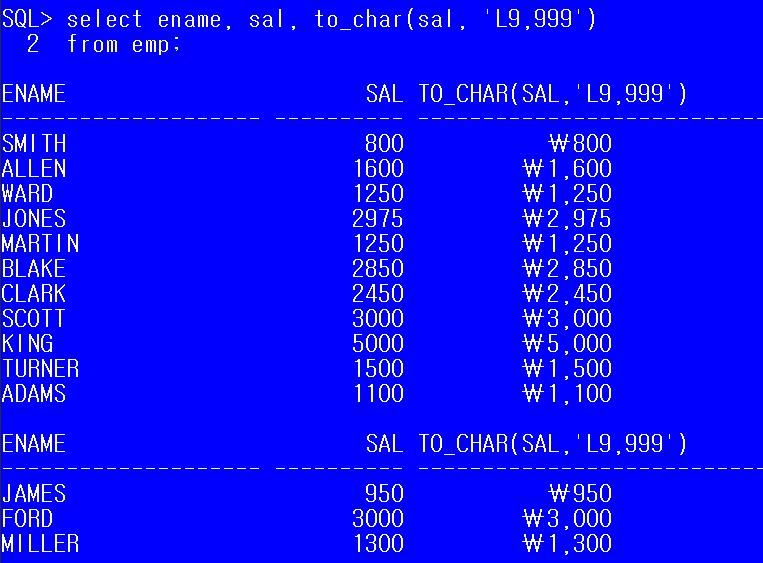 SQL> select ename, sal, to_char(sal, 'L9,999')
  2  from emp;
ENAME                       SAL TO_CHAR(SAL,'L9,999')
-------------------- ---------- ---------------------------
SMITH                       800           ₩800
ALLEN                      1600         ₩1,600
WARD                       1250         ₩1,250
JONES                      2975         ₩2,975
MARTIN                     1250         ₩1,250
BLAKE                      2850         ₩2,850
CLARK                      2450         ₩2,450
SCOTT                      3000         ₩3,000
KING                       5000         ₩5,000
TURNER                     1500         ₩1,500
ADAMS                      1100         ₩1,100
ENAME                       SAL TO_CHAR(SAL,'L9,999')
-------------------- ---------- ---------------------------
JAMES                       950           ₩950
FORD                       3000         ₩3,000
MILLER                     1300         ₩1,300